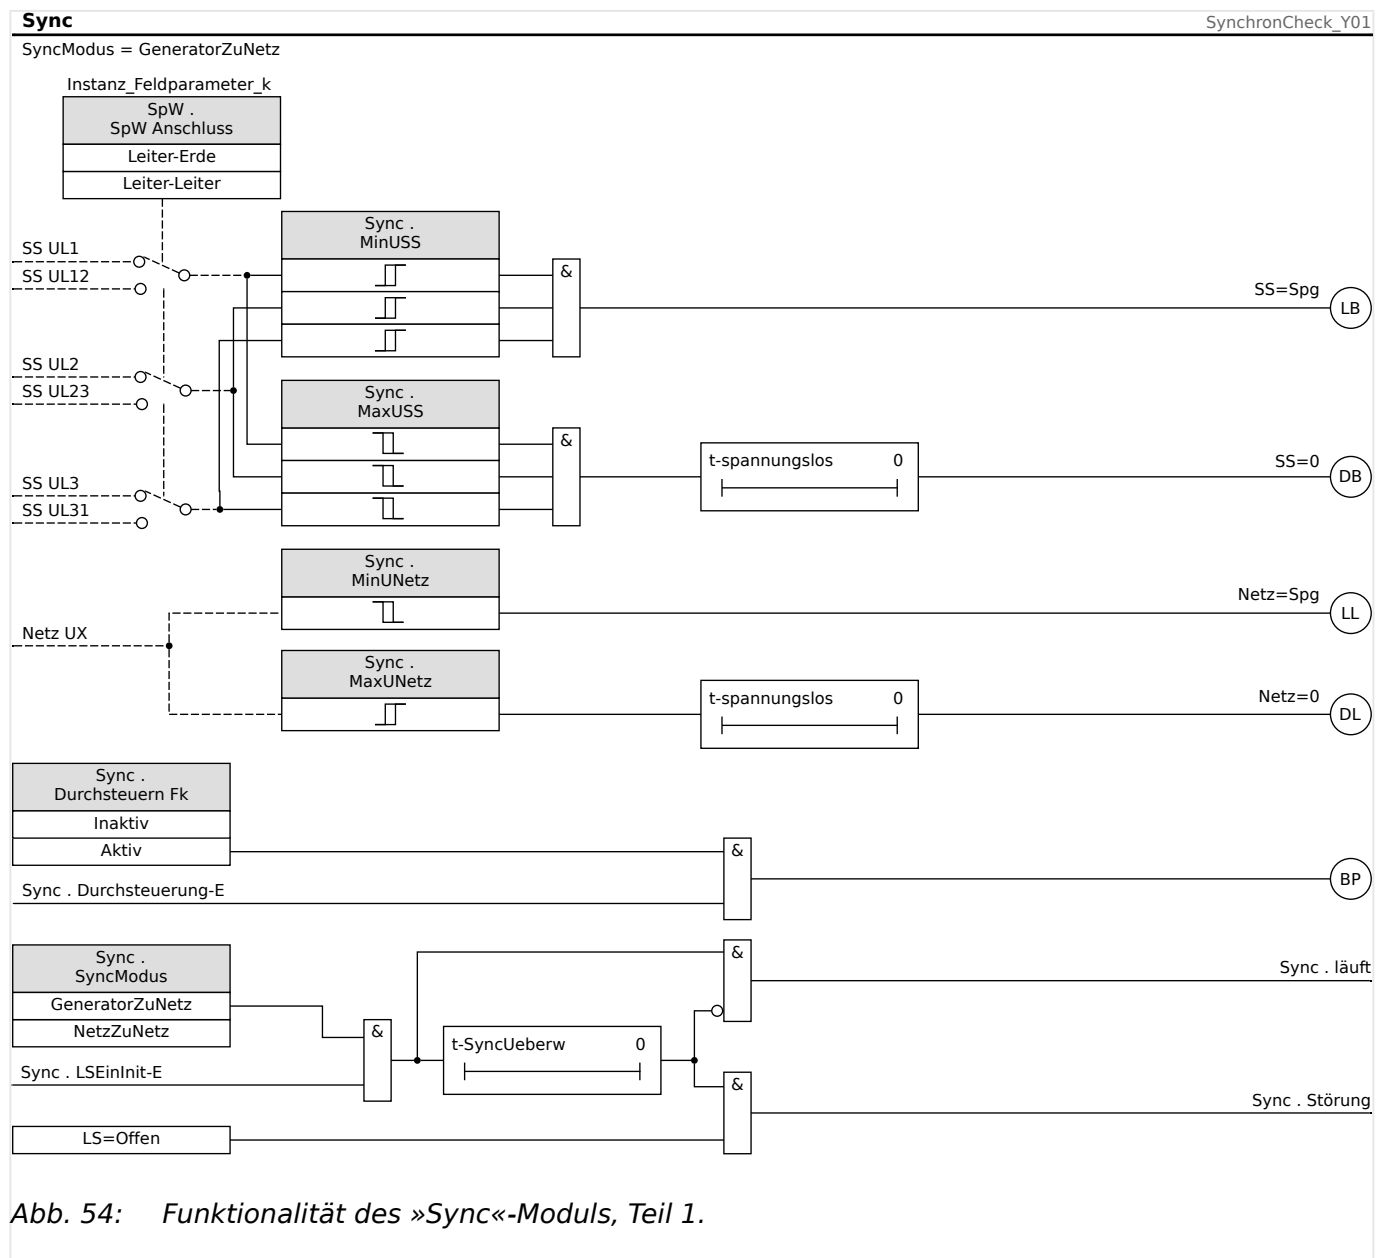 Sync
SynchronCheck_Y01
SyncModus = GeneratorZuNetz
Instanz_Feldparameter_k
SpW .
SpW Anschluss
Leiter-Erde
Leiter-Leiter
Sync .
MinUSS
SS UL1
SS UL12
&
SS=Spg
LB
SS UL2
SS UL23
Sync .
MaxUSS
&
t-spannungslos 0
SS=0
DB
SS UL3
SS UL31
Sync .
MinUNetz
Netz=Spg
LL
Netz UX
Sync .
MaxUNetz
t-spannungslos 0
Netz=0
DL
Sync .
Durchsteuern Fk
Inaktiv
Aktiv
&
BP
Sync . Durchsteuerung-E
Sync .
SyncModus
GeneratorZuNetz
NetzZuNetz
&
Sync . läuft
&
t-SyncUeberw 0
Sync . LSEinInit-E
&
Sync . Störung
LS=Offen
Abb. 54: Funktionalität des »Sync«-Moduls, Teil 1.